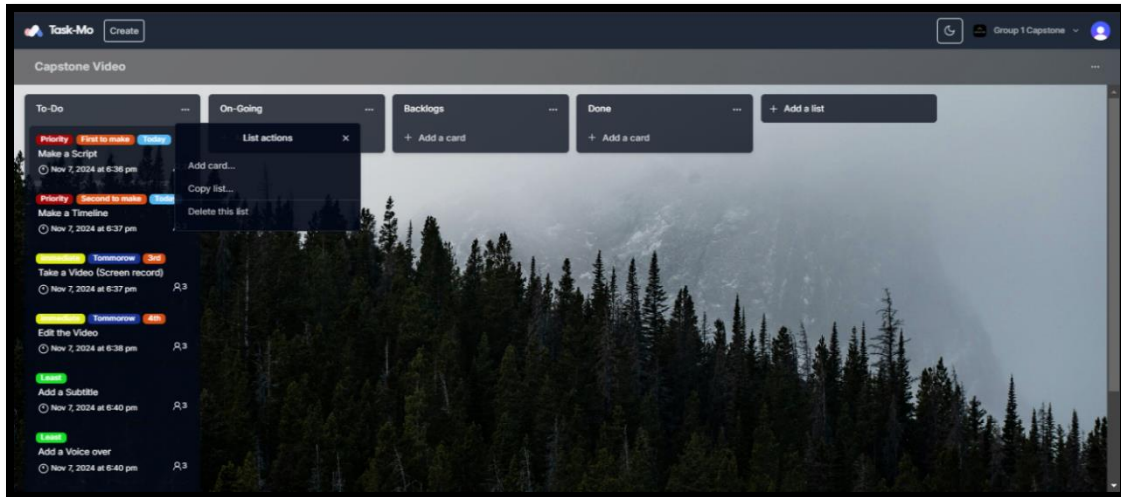 Task-Mo Create Group 1 Capstone
Capstone Video ...
To-Do ... On-Going ... Backlogs ... Done ... + Add a list
List actions ×
+ Add a card
+ Add a card
Add card...
Copy list...
Delete this list
Priority First to make Today
Make a Script
Nov 7, 2024 at 6:36 pm
Priority Second to make
Make a Timeline
Nov 7, 2024 at 6:37 pm
Immediate Tommorow 3rd
Take a Video (Screen record)
Nov 7, 2024 at 6:37 pm 3
Immediate Tommorow 4th
Edit the Video
Nov 7, 2024 at 6:38 pm 3
Least
Add a Subtitle
Nov 7, 2024 at 6:40 pm 3
Least
Add a Voice over
Nov 7, 2024 at 6:40 pm 3